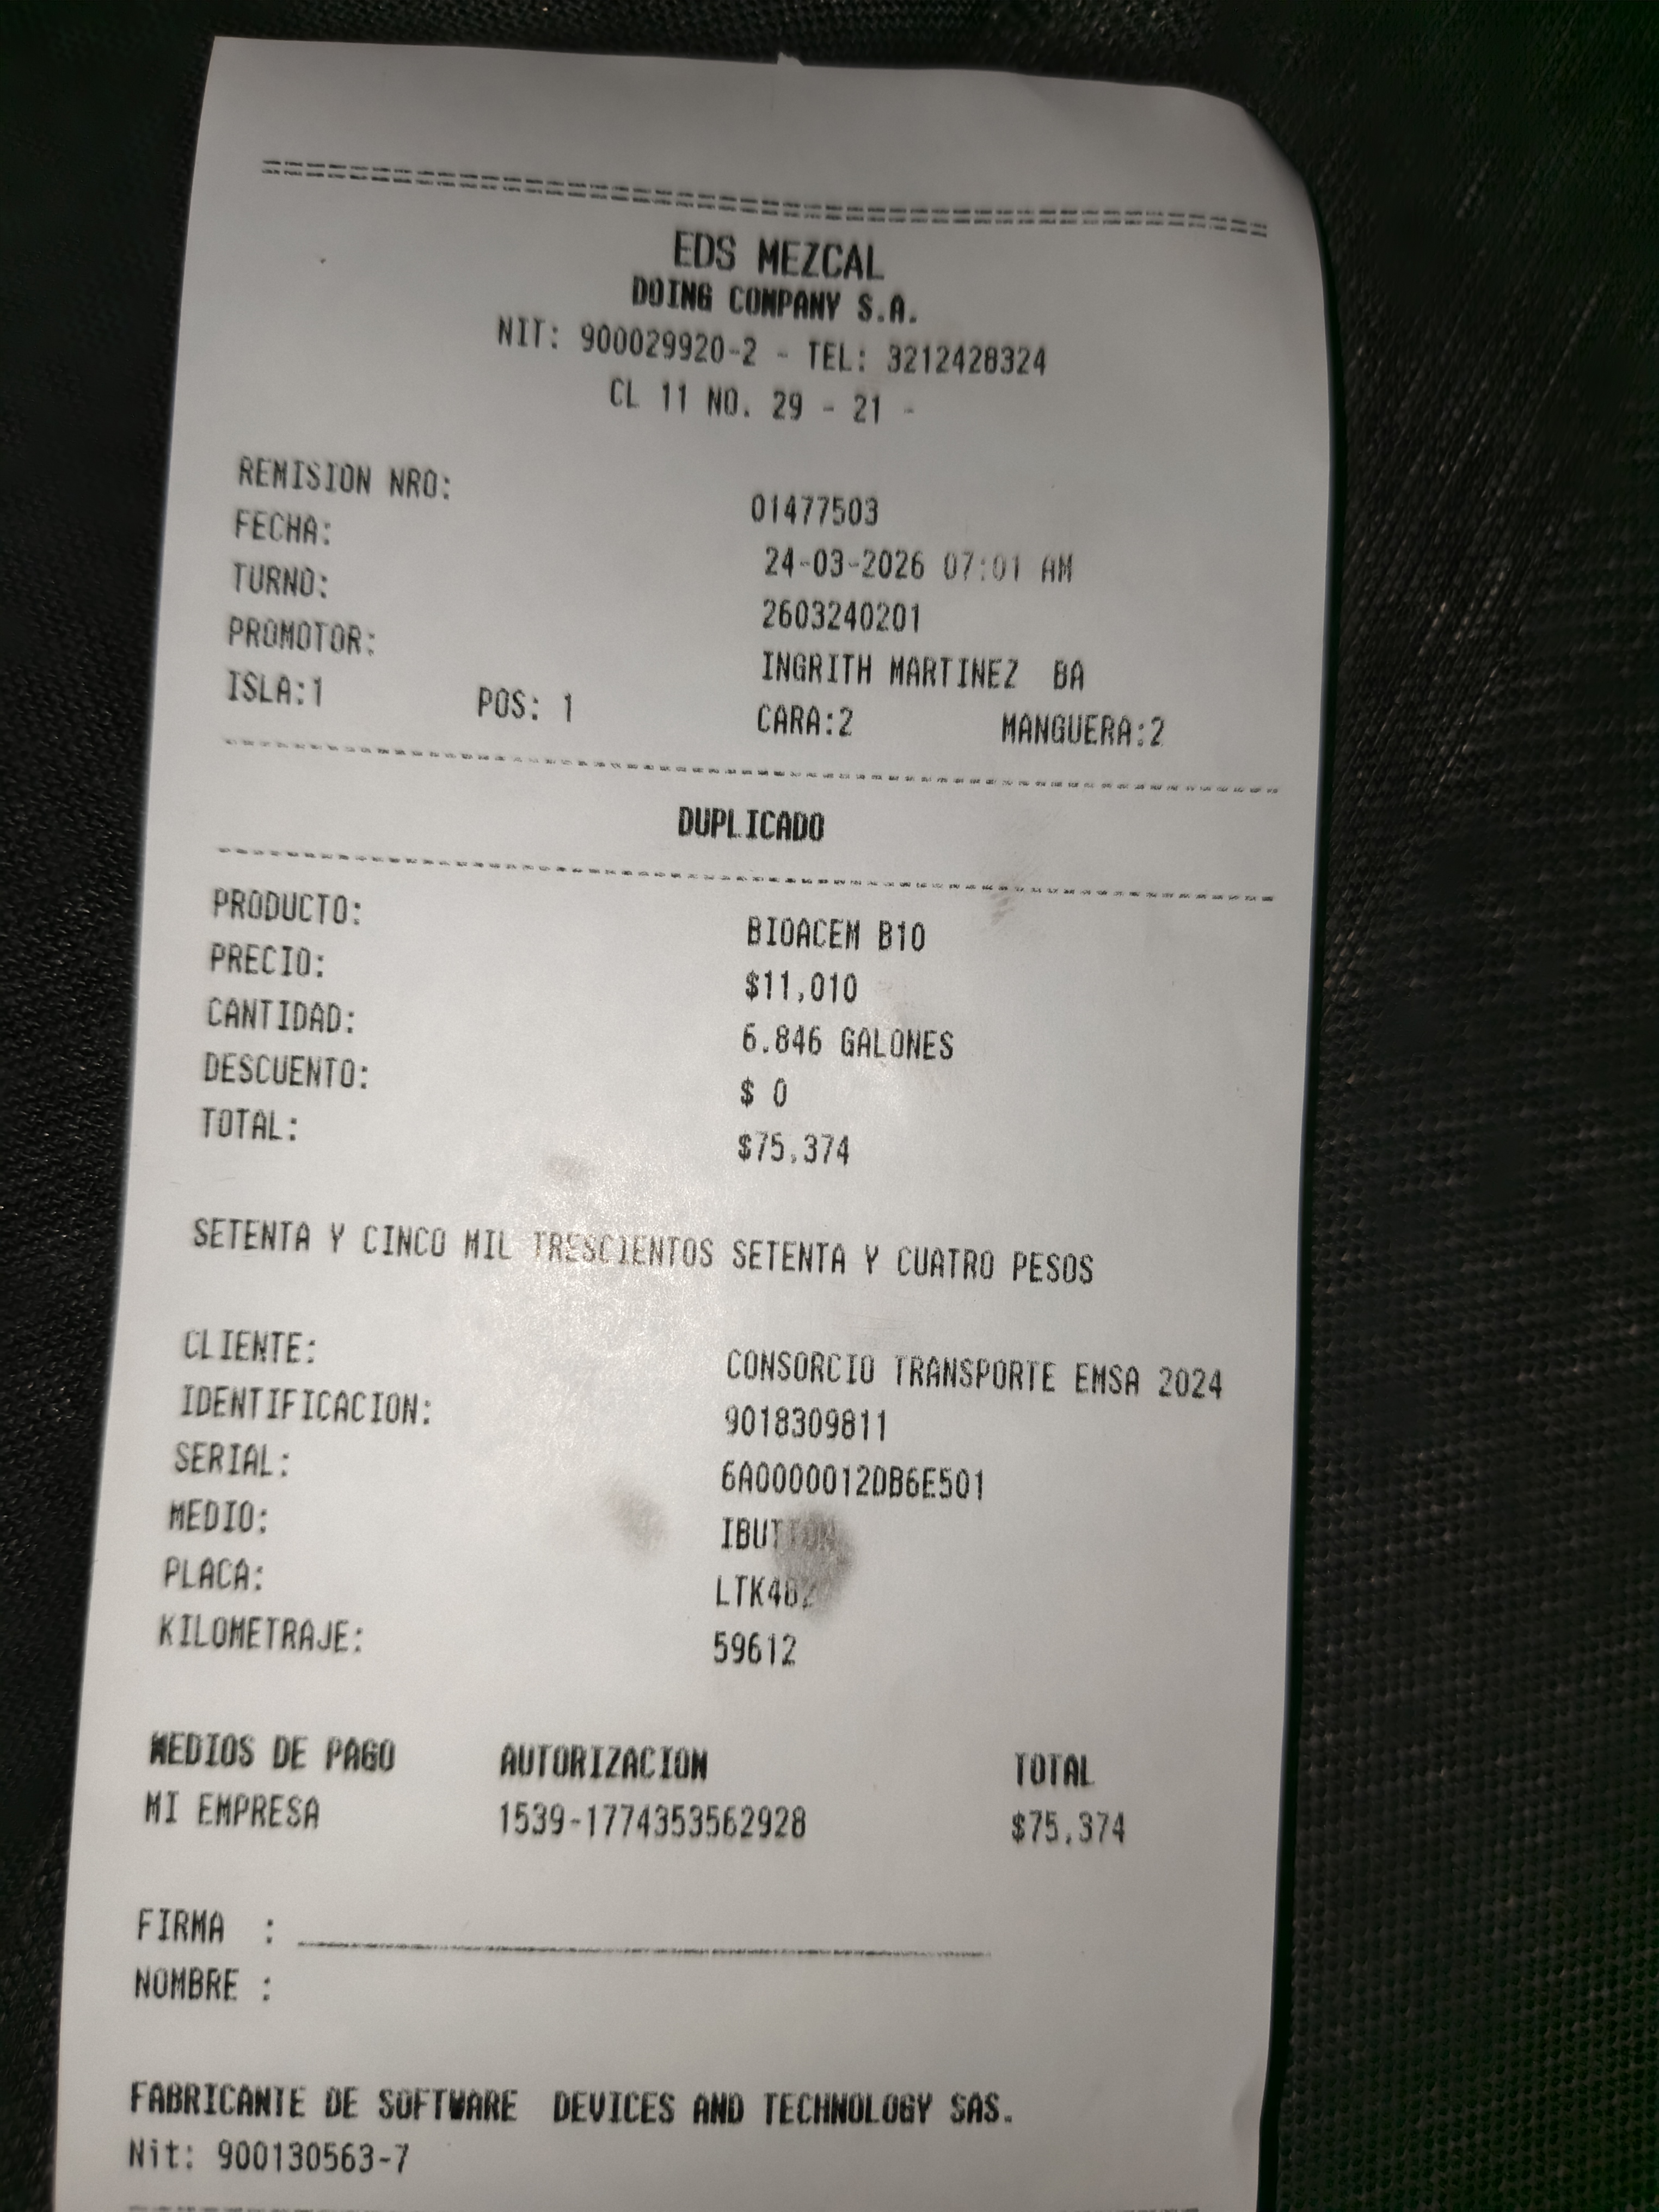 EDS MEZCAL
DOING COMPANY S.A.
NIT: 900029920-2 - TEL: 3212428324
CL 11 NO. 29 - 21 -
REMISION NRO: 01477503
FECHA: 24-03-2026 07:01 AM
TURNO: 2603240201
PROMOTOR: INGRITH MARTINEZ BA
ISLA:1 POS: 1 CARA:2 MANGUERA:2
DUPLICADO
PRODUCTO: BIOACEM B10
PRECIO: $11,010
CANTIDAD: 6.846 GALONES
DESCUENTO: $ 0
TOTAL: $75,374
SETENTA Y CINCO MIL TRESCIENTOS SETENTA Y CUATRO PESOS
CLIENTE: CONSORCIO TRANSPORTE EMSA 2024
IDENTIFICACION: 9018309811
SERIAL: 6A0000012DB6E501
MEDIO: IBUTTON
PLACA:
KILOMETRAJE: 59612
MEDIOS DE PAGO AUTORIZACION TOTAL
MI EMPRESA 1539-1774353562928 $75,374
FIRMA :
NOMBRE :
FABRICANTE DE SOFTWARE DEVICES AND TECHNOLOGY SAS.
Nit: 900130563-7